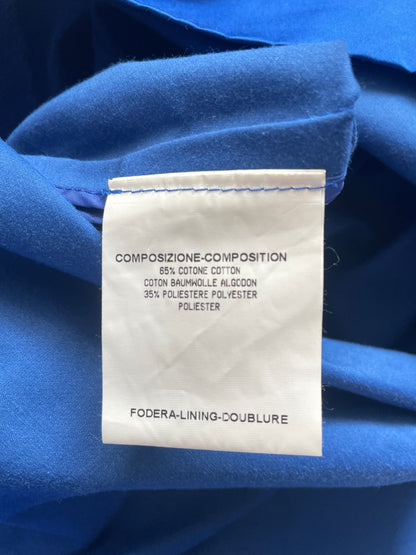 COMPOSIZIONE-COMPOSITION
65% COTONE COTTON
COTON BAUMWOLLE ALGODON
35% POLIESTERE POLYESTER
POLIESTER
FODERA-LINING-DOUBLURE